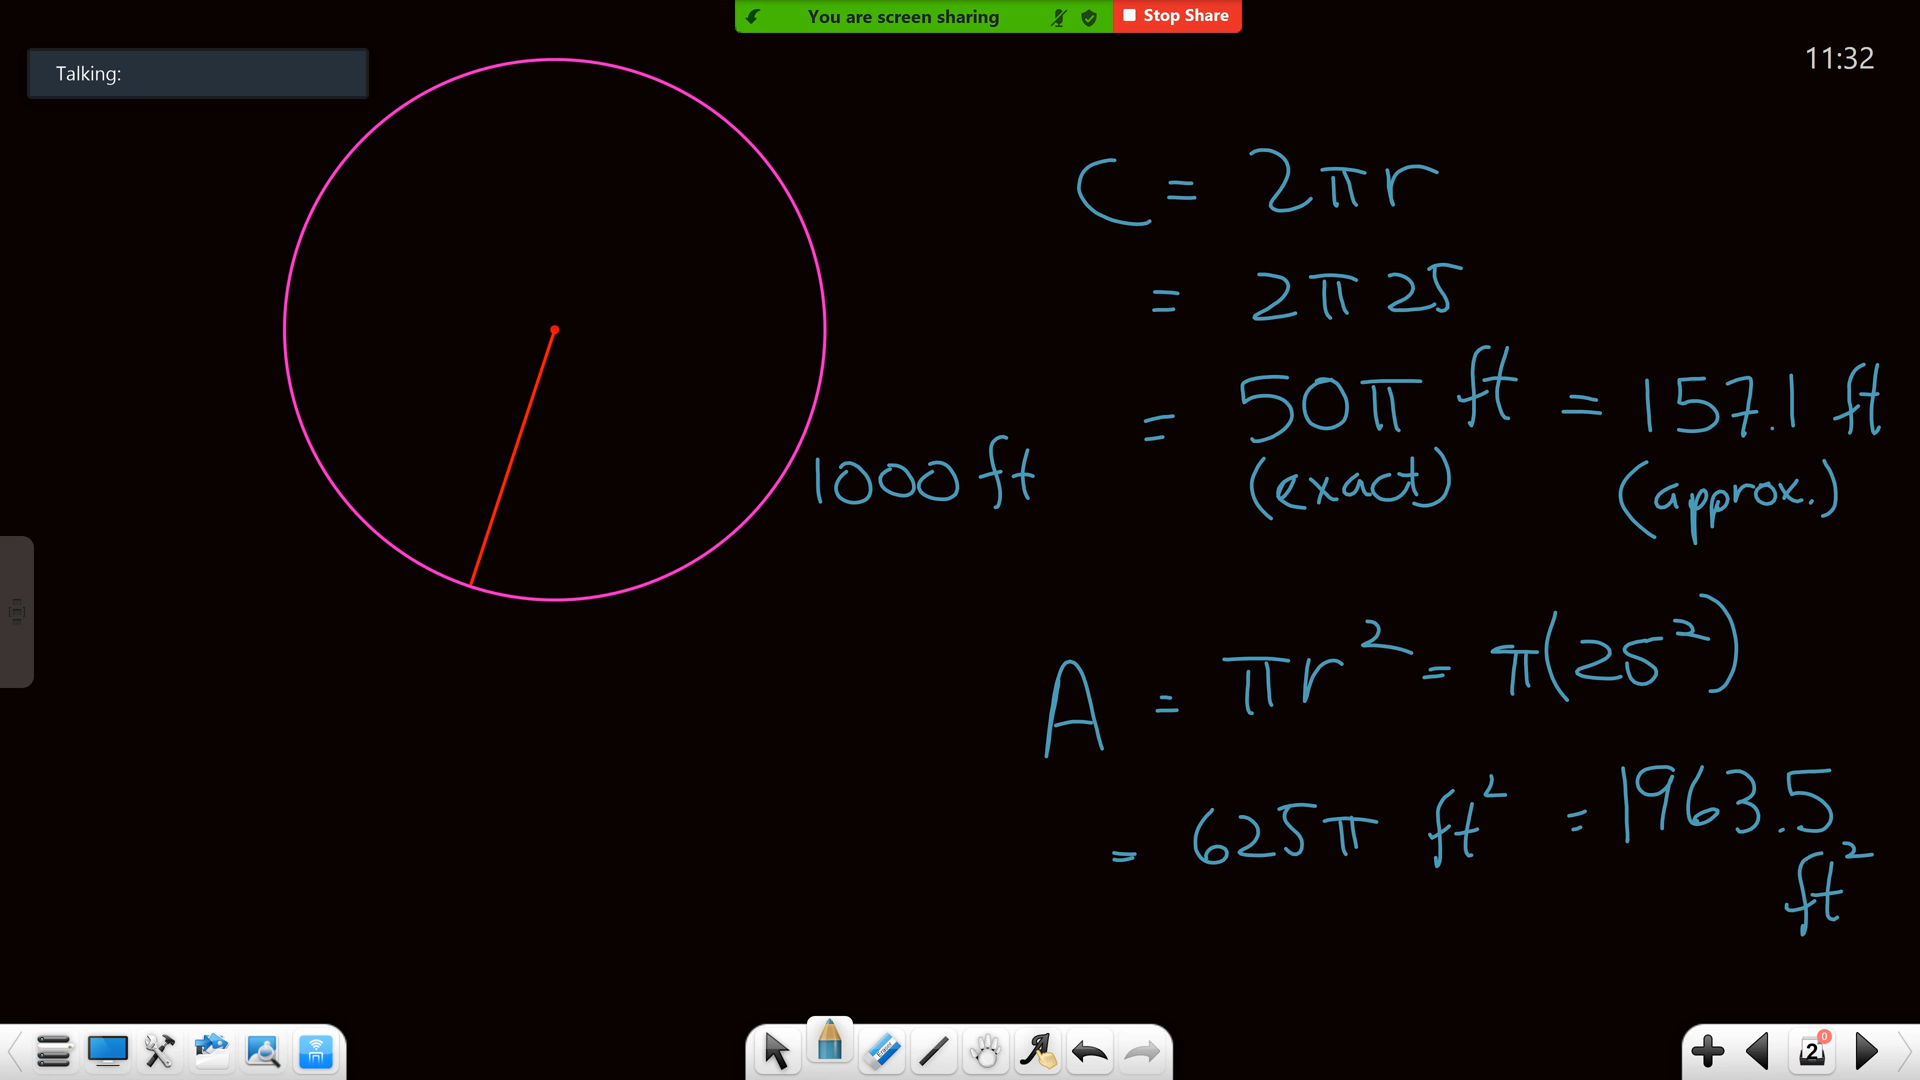 You are screen sharing
Stop Share
11:32
Talking:
C = 2πr
= 2π 25
= 50π ft = 157.1 ft
(exact) (approx.)
1000 ft
A = πr² = π(25²)
= 625π ft² = 1963.5
ft²
Eraser
A
2
0